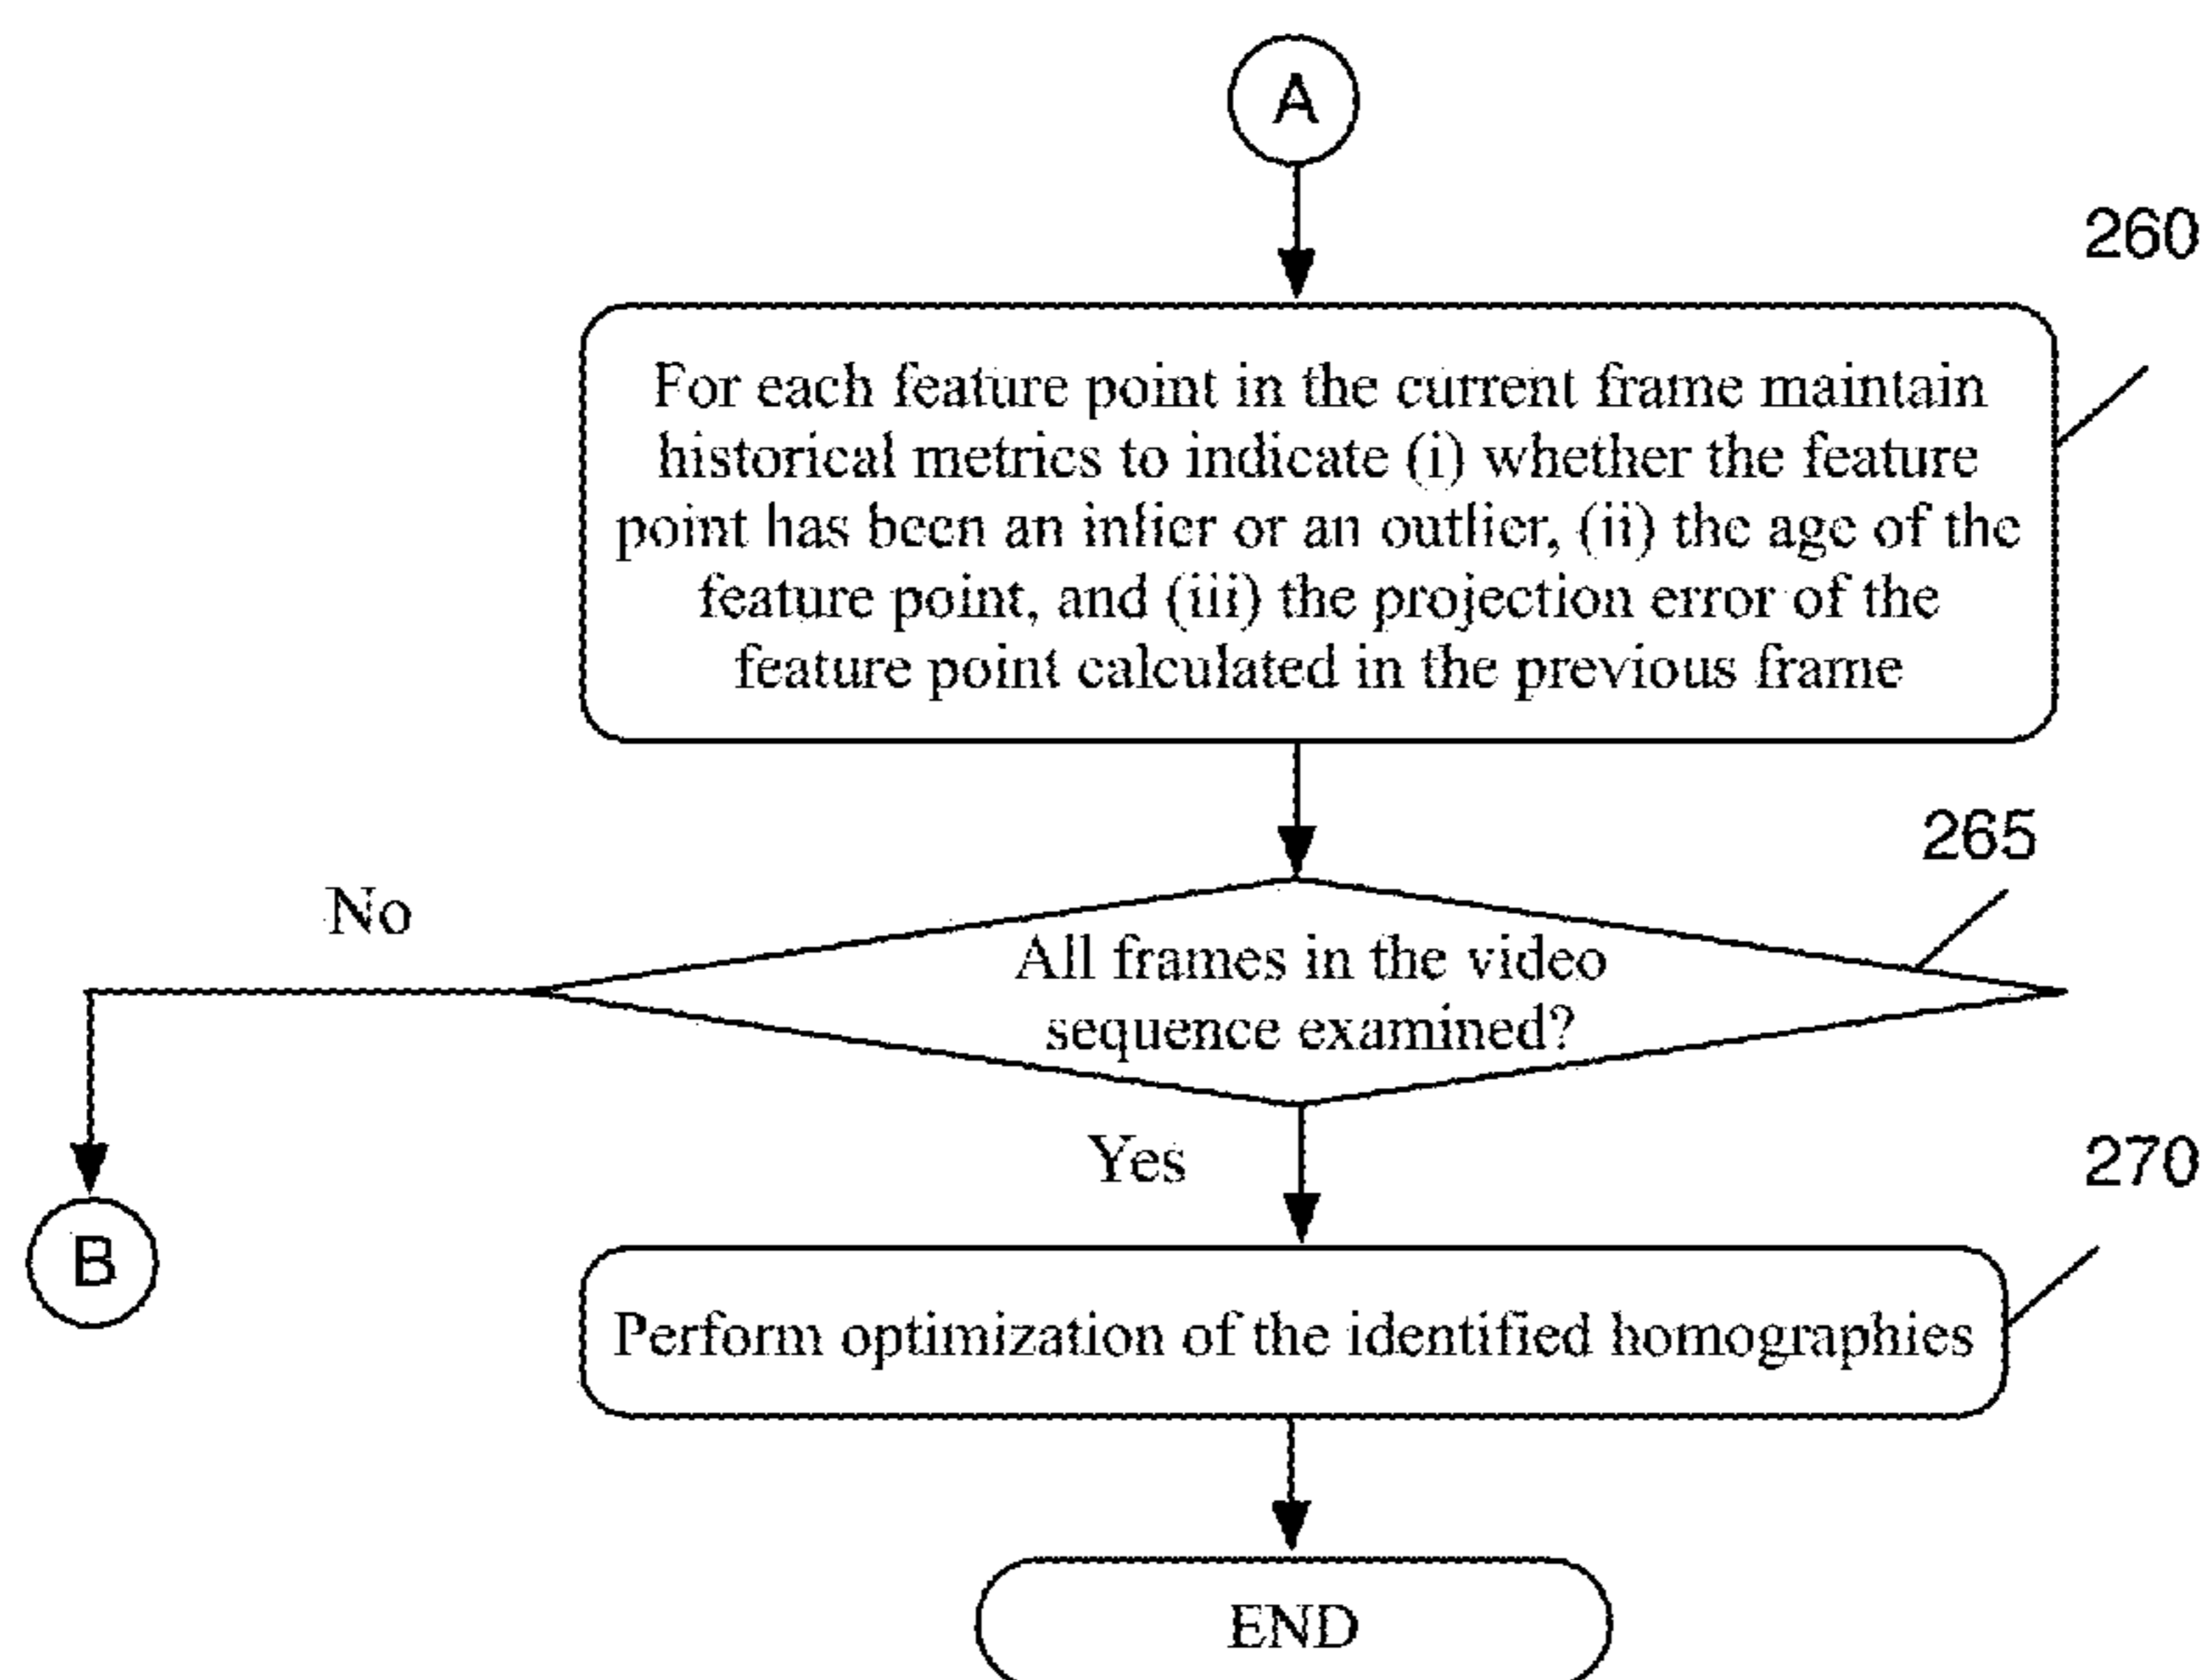 A
260
For each feature point in the current frame maintain
historical metrics to indicate (i) whether the feature
point has been an inlier or an outlier, (ii) the age of the
feature point, and (iii) the projection error of the
feature point calculated in the previous frame
265
No
All frames in the video
sequence examined?
Yes
270
B
Perform optimization of the identified homographies
END